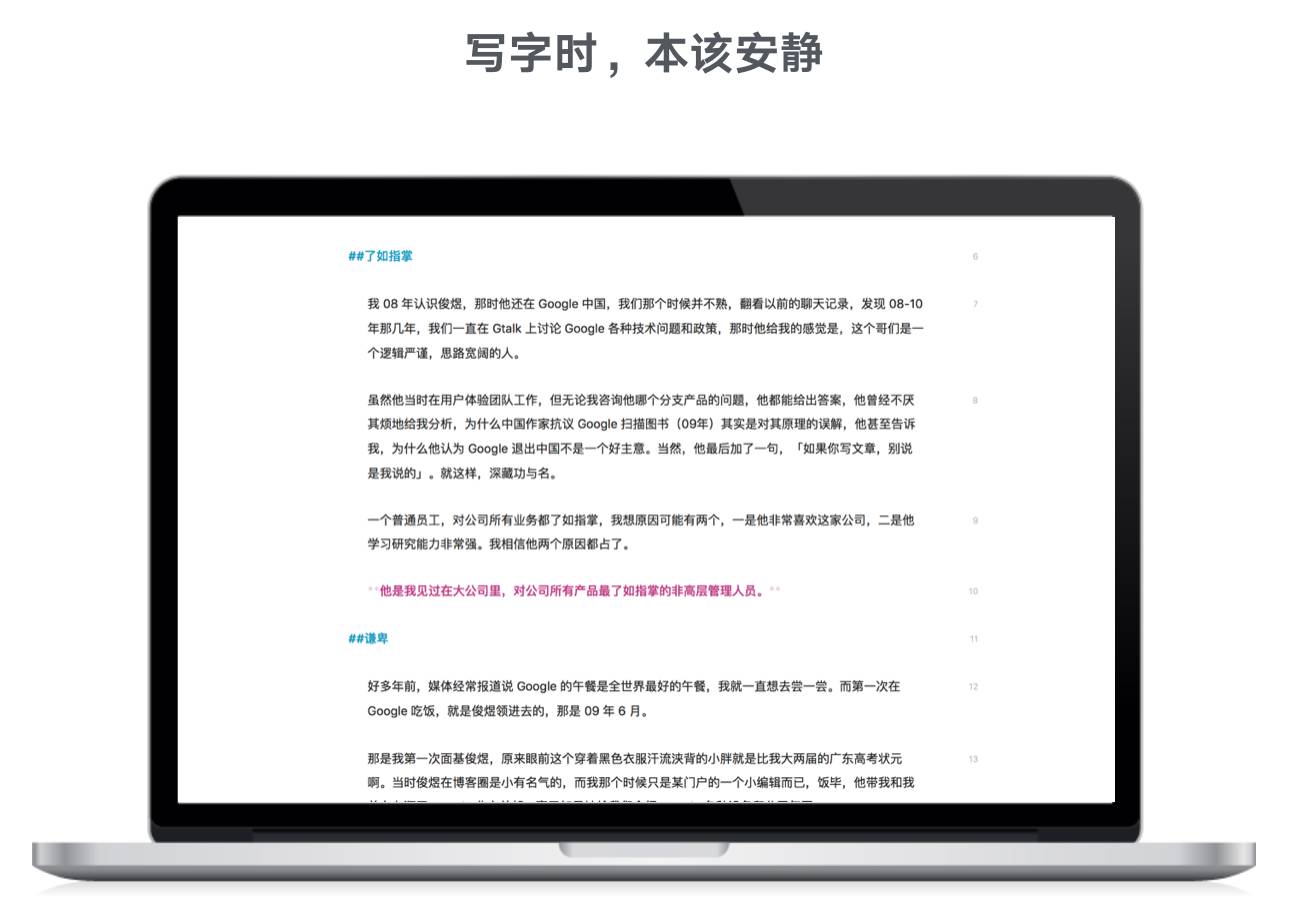 写字时，本该安静
##了如指掌
6
我 08 年认识俊煜，那时他还在 Google 中国，我们那个时候并不熟，翻看以前的聊天记录，发现 08-10
7
年那几年，我们一直在 Gtalk 上讨论 Google 各种技术问题和政策，那时他给我的感觉是，这个哥们是一
个逻辑严谨，思路宽阔的人。
虽然他当时在用户体验团队工作，但无论我咨询他哪个分支产品的问题，他都能给出答案，他曾经不厌
8
其烦地给我分析，为什么中国作家抗议 Google 扫描图书（09年）其实是对其原理的误解，他甚至告诉
我，为什么他认为 Google 退出中国不是一个好主意。当然，他最后加了一句，「如果你写文章，别说
是我说的」。就这样，深藏功与名。
一个普通员工，对公司所有业务都了如指掌，我想原因可能有两个，一是他非常喜欢这家公司，二是他
9
学习研究能力非常强。我相信他两个原因都占了。
**他是我见过在大公司里，对公司所有产品最了如指掌的非高层管理人员。**
10
##谦卑
11
好多年前，媒体经常报道说 Google 的午餐是全世界最好的午餐，我就一直想去尝一尝。而第一次在
12
Google 吃饭，就是俊煜领进去的，那是 09 年 6 月。
那是我第一次面基俊煜，原来眼前这个穿着黑色衣服汗流浃背的小胖就是比我大两届的广东高考状元
13
啊。当时俊煜在博客圈是小有名气的，而我那个时候只是某门户的一个小编辑而已，饭毕，他带我和我